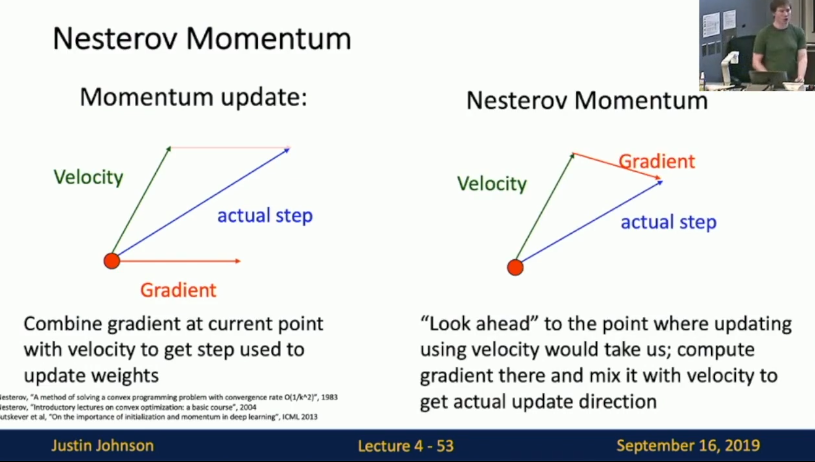 Nesterov Momentum
Momentum update:
Velocity
actual step
Gradient
Combine gradient at current point
with velocity to get step used to
update weights
Nesterov Momentum
Gradient
Velocity
actual step
“Look ahead” to the point where updating
using velocity would take us; compute
gradient there and mix it with velocity to
get actual update direction
esterov, “A method of solving a convex programming problem with convergence rate O(1/k^2)”, 1983
esterov, “Introductory lectures on convex optimization: a basic course”, 2004
utskever et al, “On the importance of initialization and momentum in deep learning”, ICML 2013
Justin Johnson
Lecture 4 - 53
September 16, 2019